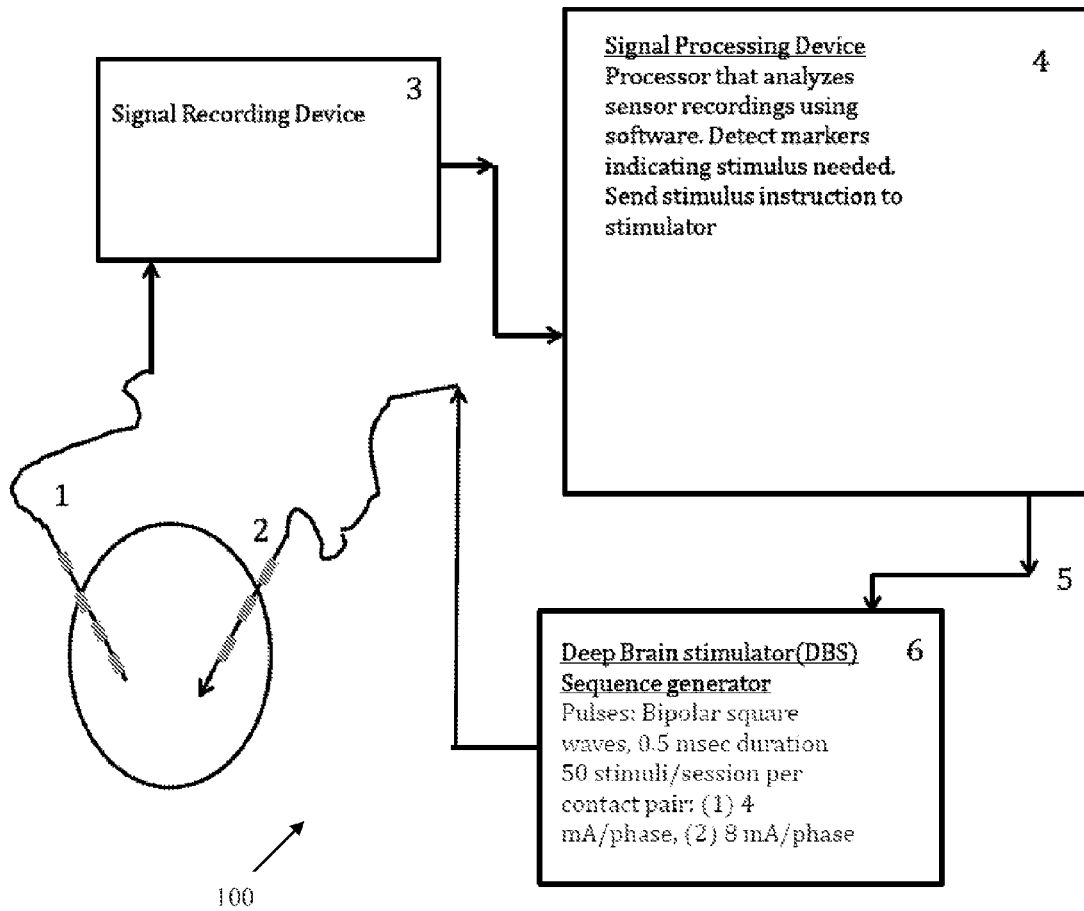 3
Signal Recording Device
Signal Processing Device
4
Processor that analyzes
sensor recordings using
software. Detect markers
indicating stimulus needed.
Send stimulus instruction to
stimulator
1
2
5
6
Deep Brain stimulator(DBS)
Sequence generator
Pulses: Bipolar square
waves, 0.5 msec duration
50 stimuli/session per
contact pair: (1) 4
mA/phase, (2) 8 mA/phase
100